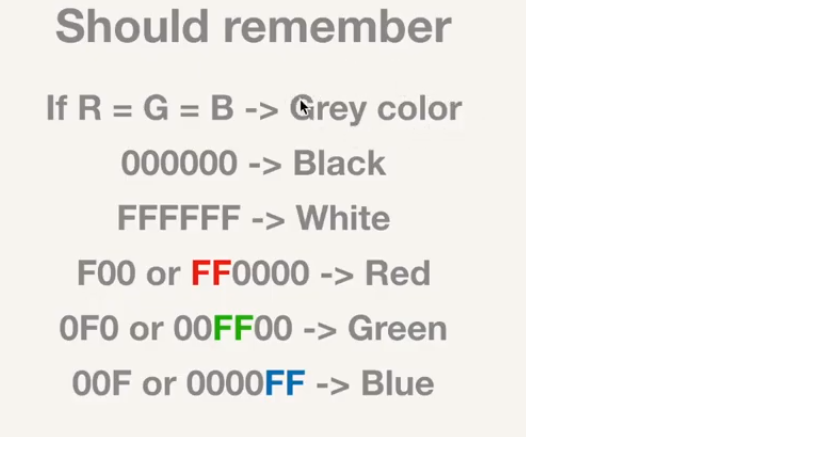 Should remember
If R = G = B -> Grey color
000000 -> Black
FFFFFF -> White
F00 or FF0000 -> Red
0F0 or 00FF00 -> Green
00F or 0000FF -> Blue